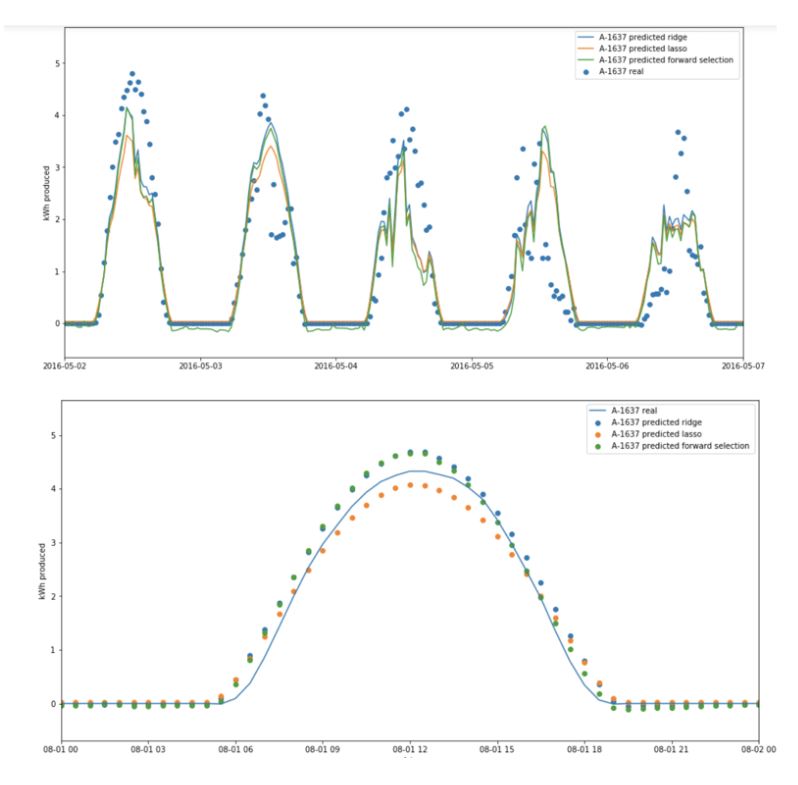 A-1637 predicted ridge
A-1637 predicted lasso
A-1637 predicted forward selection
A-1637 real
kWh produced
5
4
3
2
1
0
2016-05-02 2016-05-03 2016-05-04 2016-05-05 2016-05-06 2016-05-07
A-1637 real
A-1637 predicted ridge
A-1637 predicted lasso
A-1637 predicted forward selection
kWh produced
5
4
3
2
1
0
08-01 00 08-01 03 08-01 06 08-01 09 08-01 12 08-01 15 08-01 18 08-01 21 08-02 00